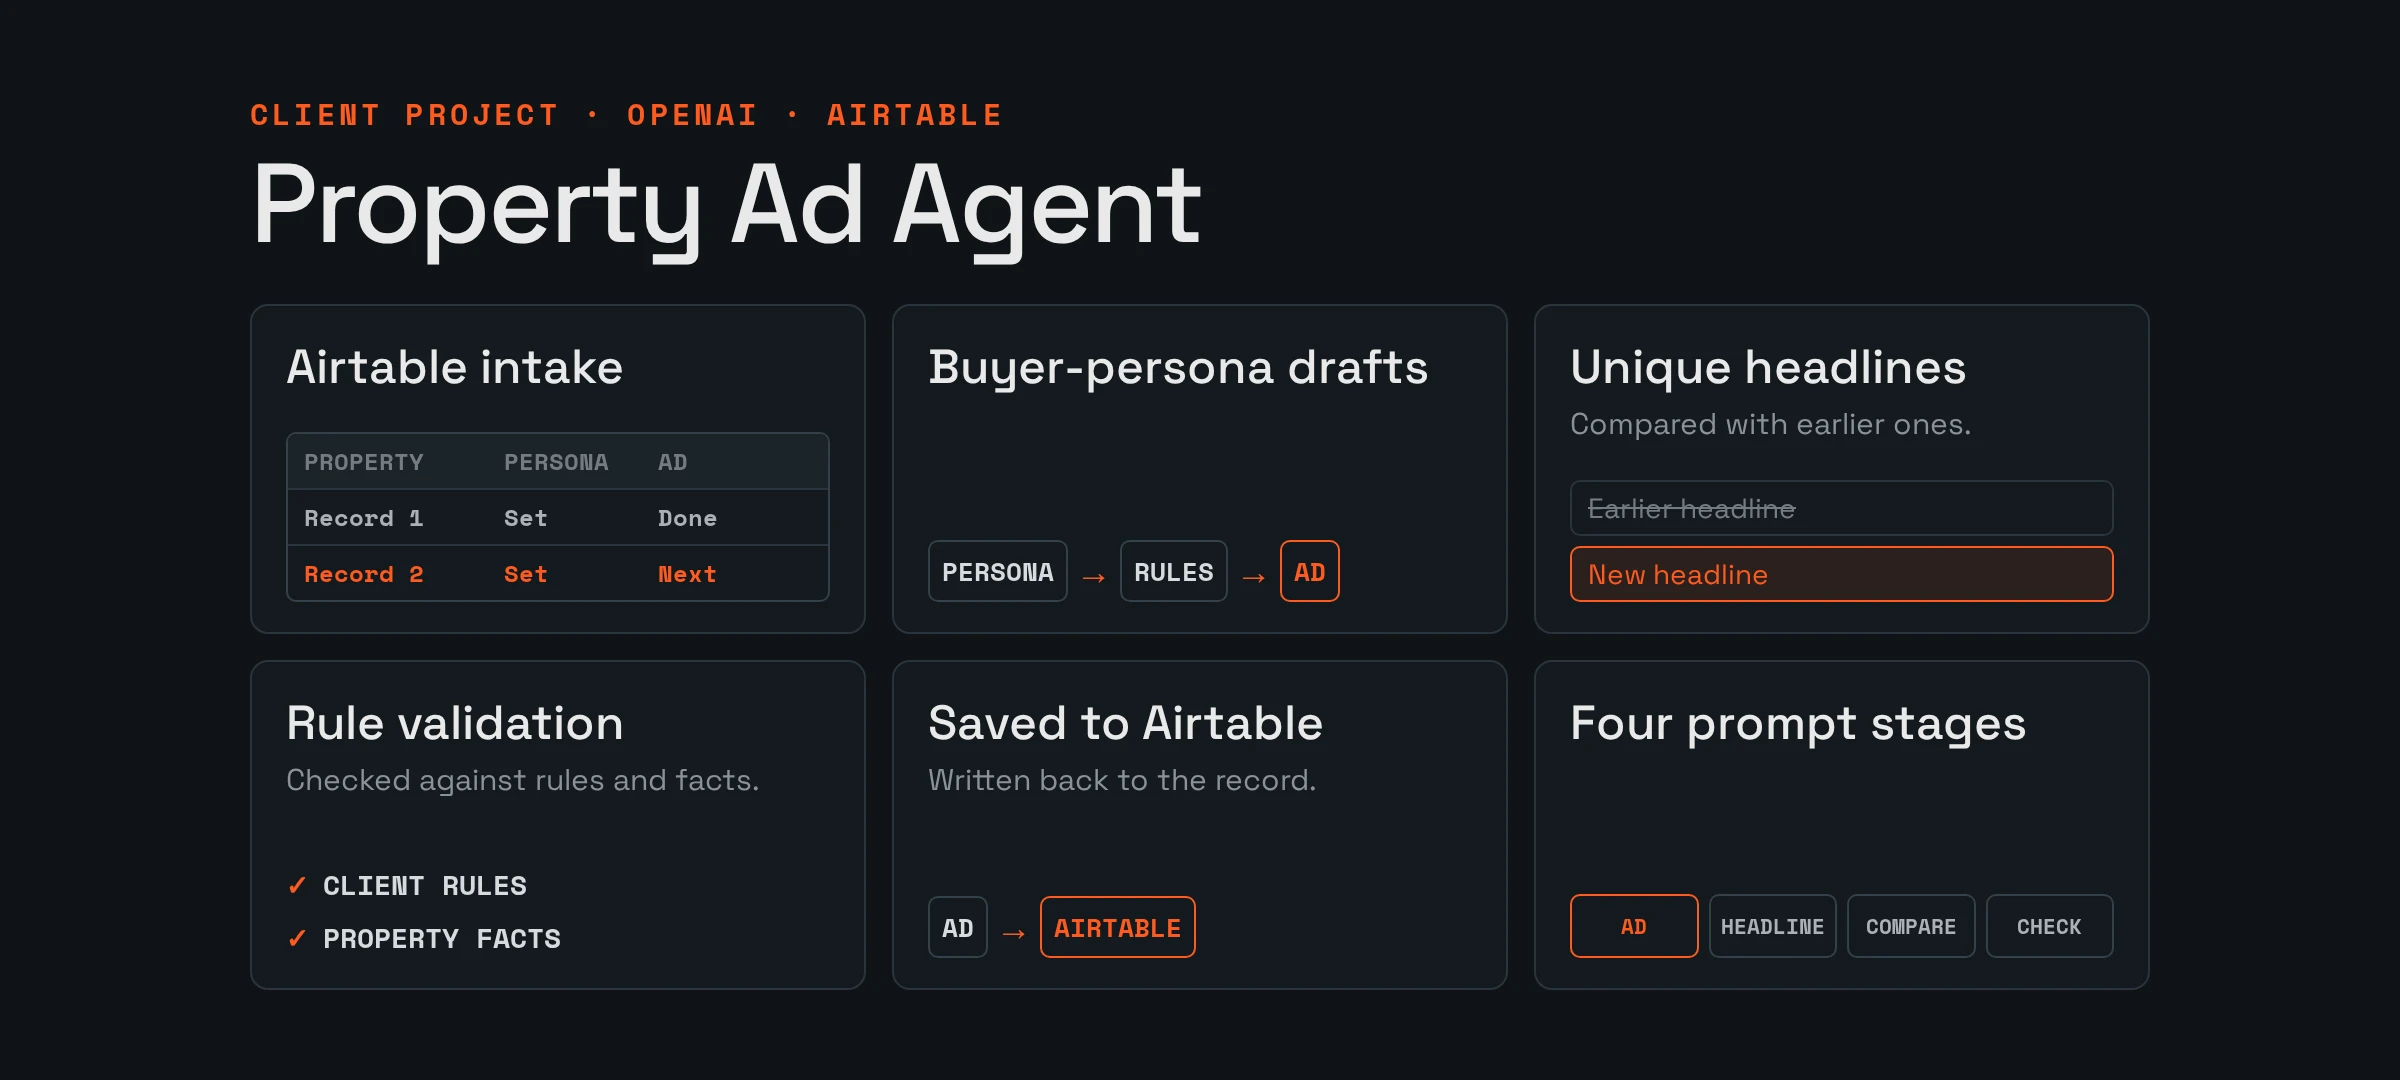 CLIENT PROJECT · OPENAI · AIRTABLE
Property Ad Agent
Airtable intake
PROPERTY PERSONA AD
Record 1 Set Done
Record 2 Set Next
Buyer-persona drafts
PERSONA → RULES → AD
Unique headlines
Compared with earlier ones.
Earlier headline
New headline
Rule validation
Checked against rules and facts.
✓ CLIENT RULES
✓ PROPERTY FACTS
Saved to Airtable
Written back to the record.
AD → AIRTABLE
Four prompt stages
AD HEADLINE COMPARE CHECK